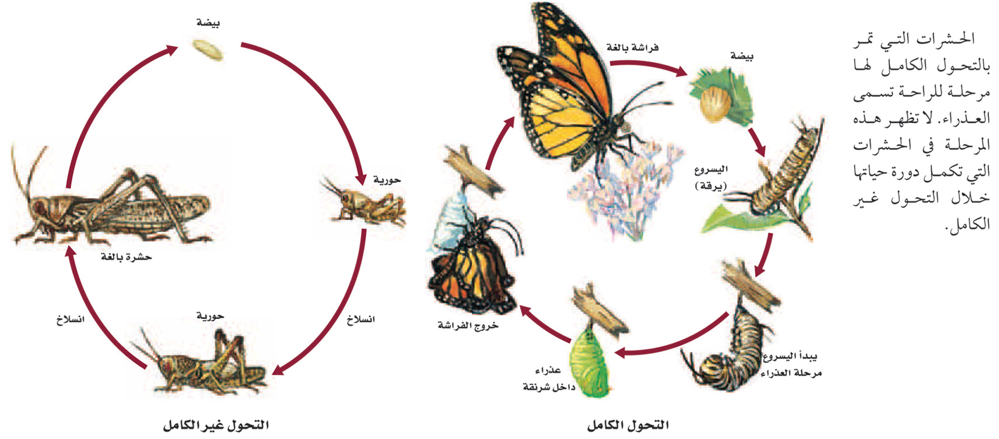 الحشرات التي تمر
بالتحول الكامل لها
مرحلة للراحة تسمى
العذراء. لا تظهر هذه
المرحلة في الحشرات
التي تكمل دورة حياتها
خلال التحول غير
الكامل.
فراشة بالغة
بيضة
اليسروع
(يرقة)
يبدأ اليسروع
مرحلة العذراء
عذراء
داخل شرنقة
خروج الفراشة
التحول الكامل
بيضة
حورية
انسلاخ
حورية
انسلاخ
حشرة بالغة
التحول غير الكامل